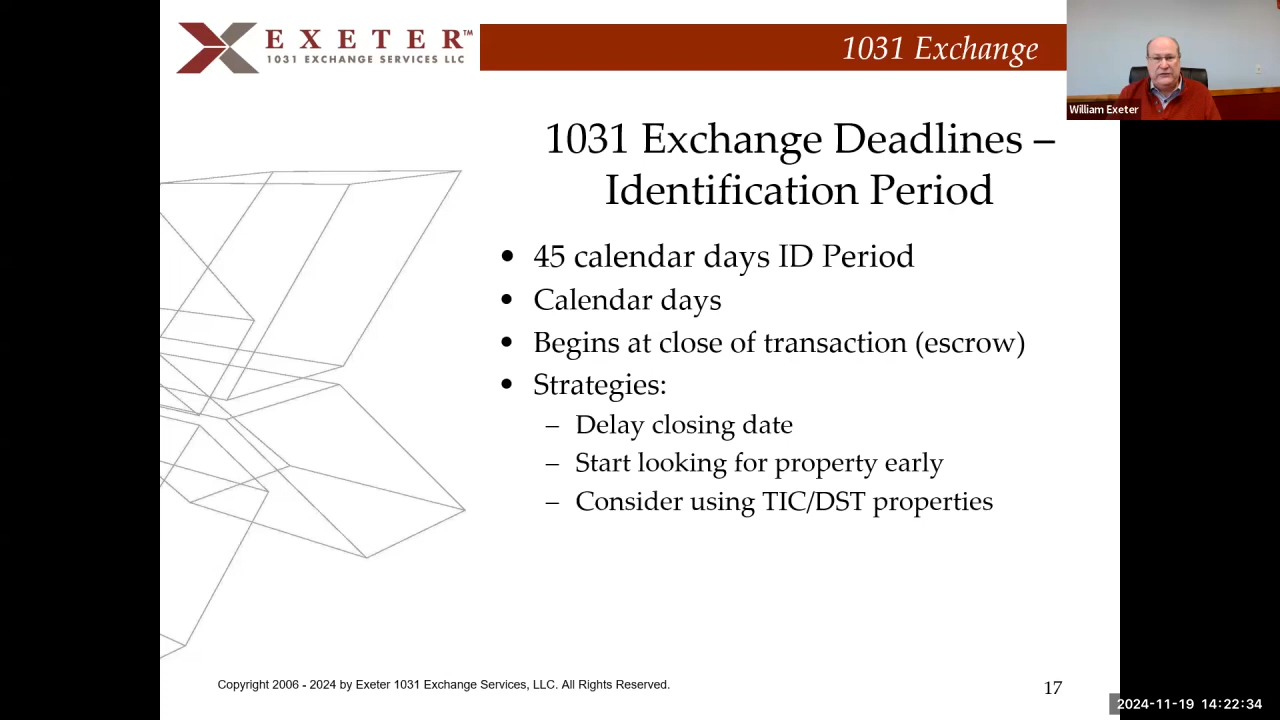 EXETER™
1031 EXCHANGE SERVICES LLC
1031 Exchange
William Exeter
1031 Exchange Deadlines –
Identification Period
• 45 calendar days ID Period
• Calendar days
• Begins at close of transaction (escrow)
• Strategies:
– Delay closing date
– Start looking for property early
– Consider using TIC/DST properties
Copyright 2006 - 2024 by Exeter 1031 Exchange Services, LLC. All Rights Reserved.
17
2024-11-19 14:22:34